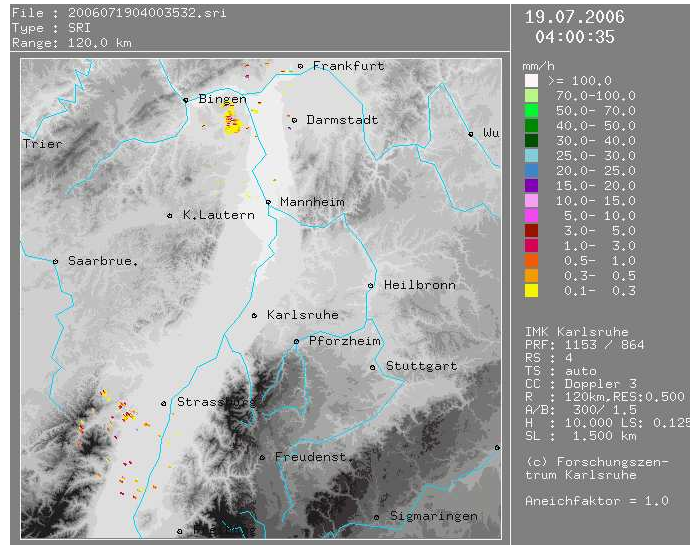 File : 2006071904003532.sri
Type : SRI
Range: 120.0 km
19.07.2006
04:00:35
mm/h
>= 100.0
70.0-100.0
50.0- 70.0
40.0- 50.0
30.0- 40.0
25.0- 30.0
20.0- 25.0
15.0- 20.0
10.0- 15.0
5.0- 10.0
3.0- 5.0
1.0- 3.0
0.5- 1.0
0.3- 0.5
0.1- 0.3
IMK Karlsruhe
PRF: 1153 / 864
RS : 4
TS : auto
CC : Doppler 3
R : 120km,RES:0.500
A/B: 300/ 1.5
H : 10.000 LS: 0.125
SL : 1.500 km
(c) Forschungszen-
trum Karlsruhe
Aneichfaktor = 1.0
Frankfurt
Bingen
Darmstadt
Wu
Trier
Mannheim
K.Lautern
Saarbrue.
Heilbronn
Karlsruhe
Pforzheim
Stuttgart
Strassburg
Freudenst.
Sigmaringen